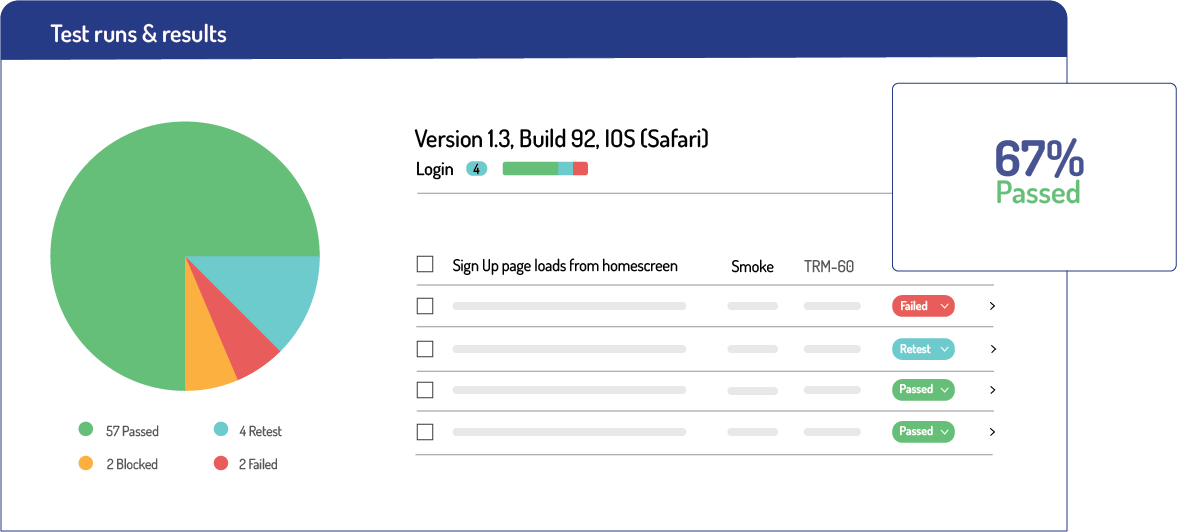 Test runs & results
67%
Passed
Version 1.3, Build 92, IOS (Safari)
Login 4
Sign Up page loads from homescreen Smoke TRM-60
Failed
Retest
Passed
Passed
57 Passed 4 Retest
2 Blocked 2 Failed